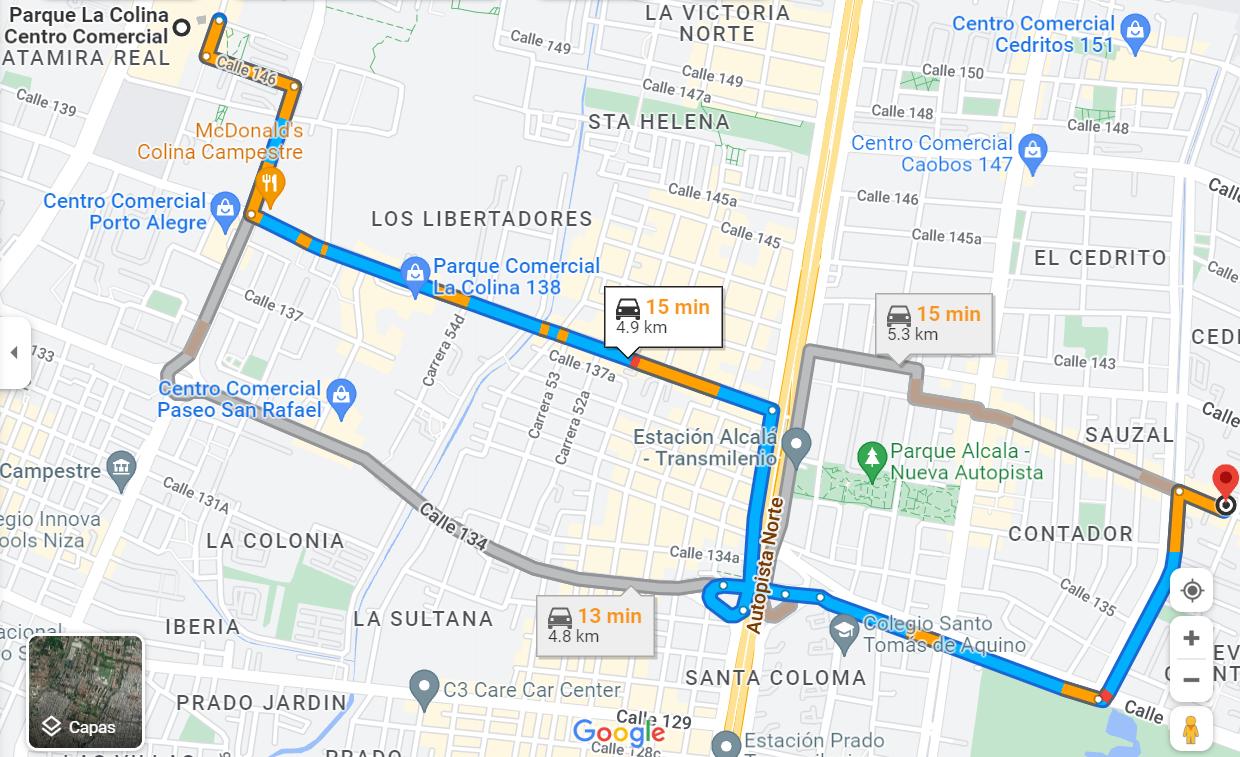 Parque La Colina
Centro Comercial
ATAMIRA REAL
Calle 146
Calle 139
Calle 149
LA VICTORIA
NORTE
Calle 149
Calle 147a
STA HELENA
Centro Comercial
Cedritos 151
Calle 150
Calle 148
Calle 148
Centro Comercial
Caobos 147
McDonald's
Colina Campestre
Centro Comercial
Porto Alegre
LOS LIBERTADORES
Calle 145a
Calle 145
Calle 146
Calle 145a
EL CEDRITO
Calle
Parque Comercial
La Colina 138
Calle 137
Carrera 54d
15 min
4.9 km
15 min
5.3 km
133
Calle 137a
Carrera 53
Carrera 52a
Calle 143
CEDI
Calle
Centro Comercial
Paseo San Rafael
Estación Alcalá
- Transmilenio
Parque Alcala -
Nueva Autopista
SAUZAL
Campestre
Calle 131A
egio Innova
ools Niza
LA COLONIA
Calle 134
Calle 134a
Autopista Norte
CONTADOR
Calle 135
13 min
4.8 km
IBERIA
LA SULTANA
Colegio Santo
Tomás de Aquino
SANTA COLOMA
PRADO JARDIN
C3 Care Car Center
Calle 129
Calle
Capas
Google
Calle 128c
Estación Prado
PRADO